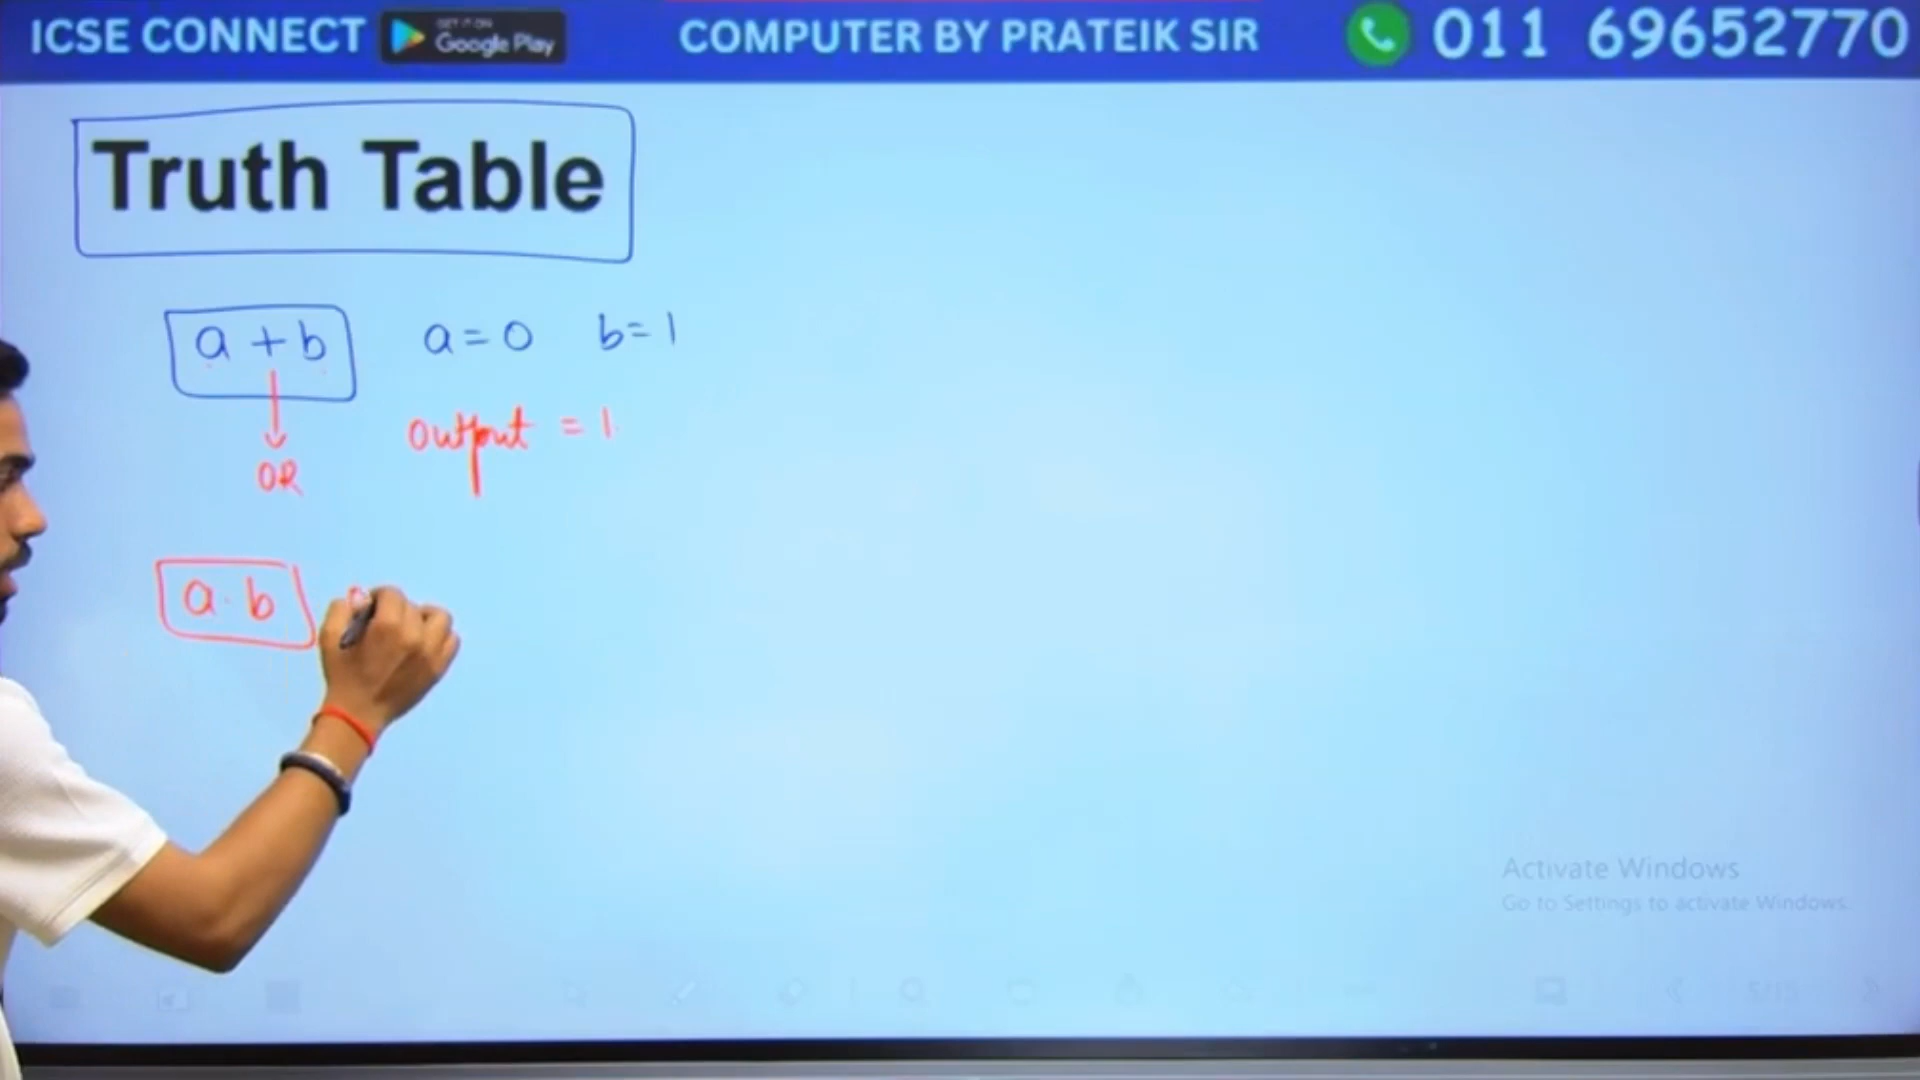 ICSE CONNECT GET IT ON Google Play COMPUTER BY PRATEIK SIR 011 69652770
Truth Table
a + b a = 0 b = 1
OR output = 1
a . b
Activate Windows
Go to Settings to activate Windows.